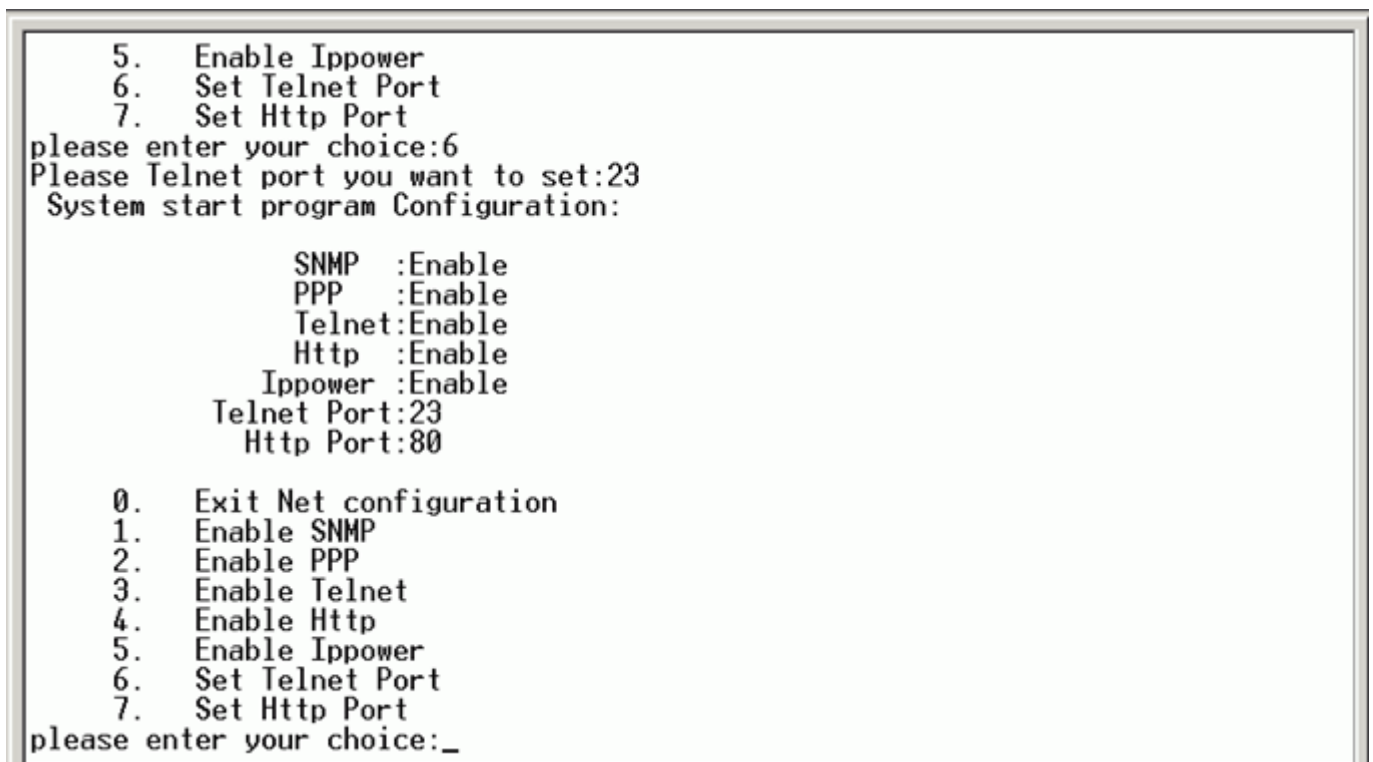 5. Enable Ippower
6. Set Telnet Port
7. Set Http Port
please enter your choice:6
Please Telnet port you want to set:23
System start program Configuration:
SNMP :Enable
PPP :Enable
Telnet:Enable
Http :Enable
Ippower :Enable
Telnet Port:23
Http Port:80
0. Exit Net configuration
1. Enable SNMP
2. Enable PPP
3. Enable Telnet
4. Enable Http
5. Enable Ippower
6. Set Telnet Port
7. Set Http Port
please enter your choice:_